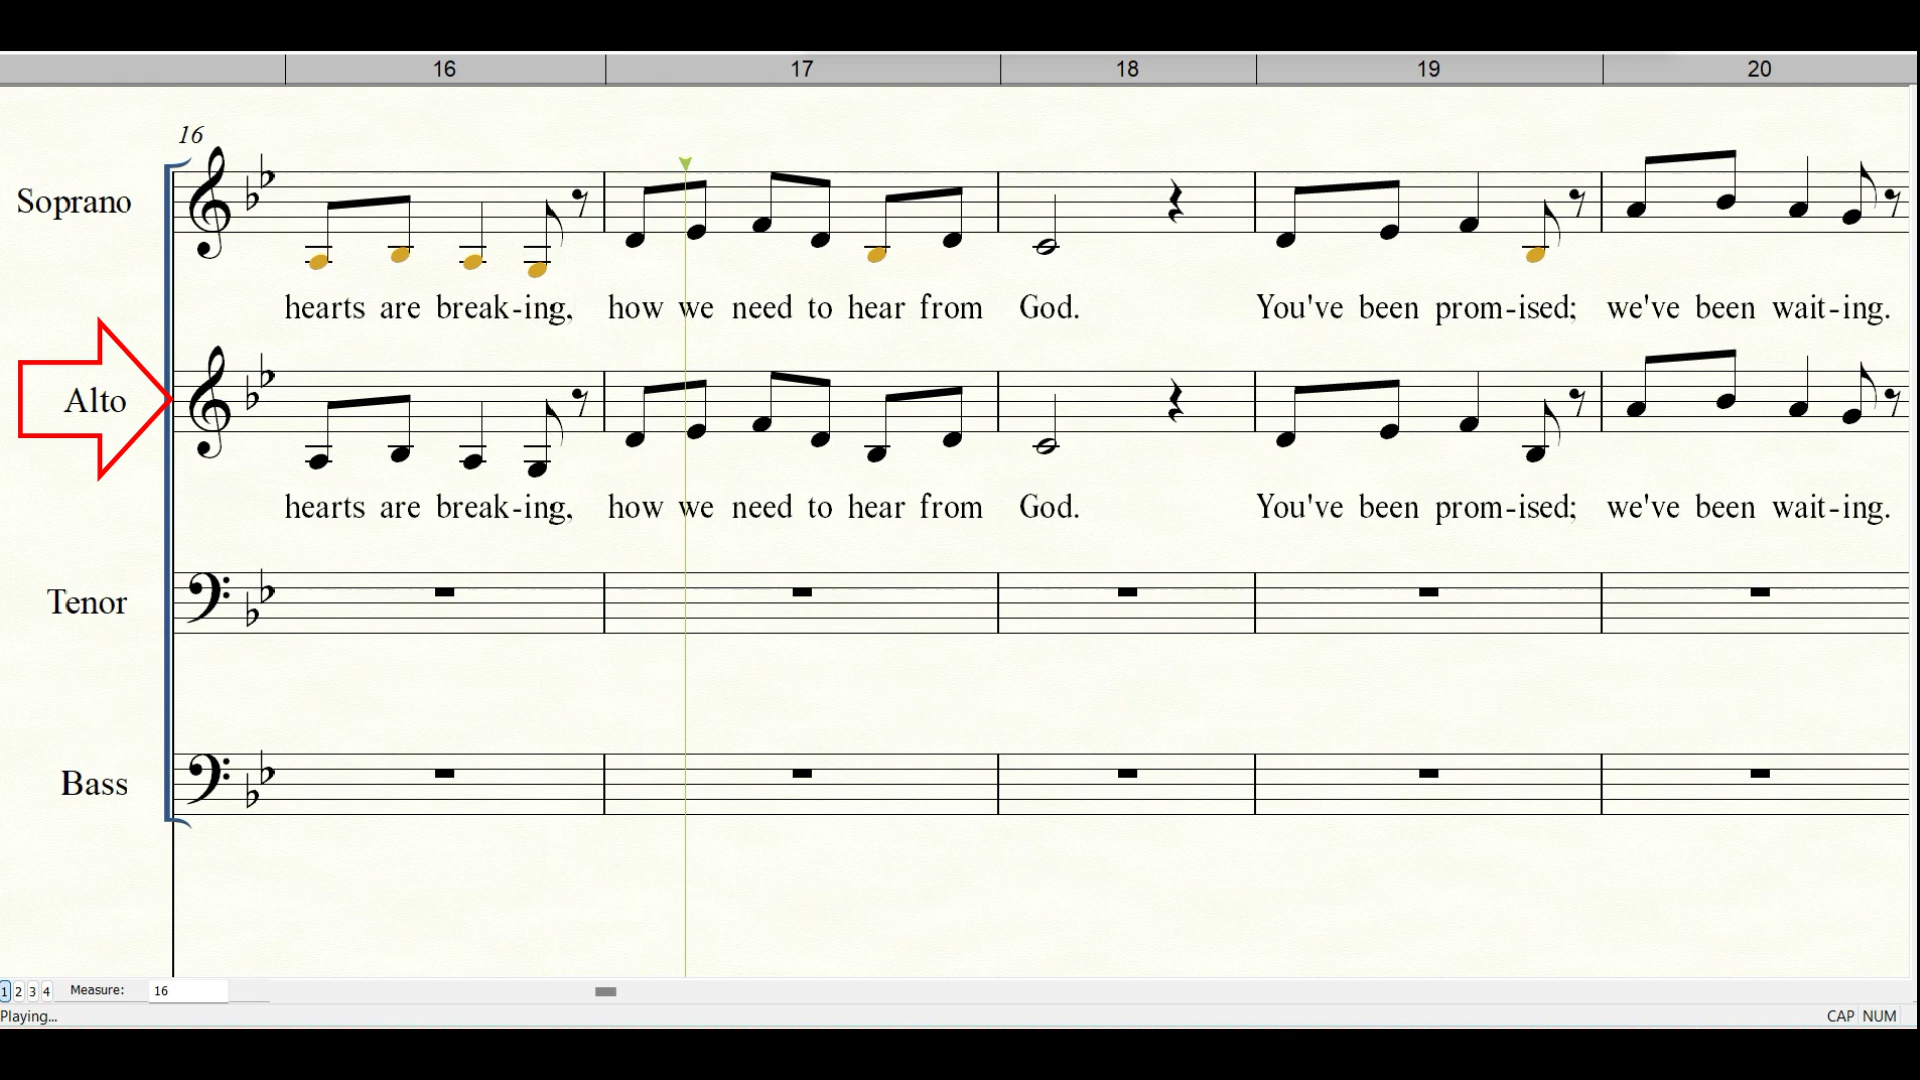 16 17 18 19 20
16
Soprano
hearts are break-ing, how we need to hear from God. You've been prom-ised; we've been wait-ing.
Alto
hearts are break-ing, how we need to hear from God. You've been prom-ised; we've been wait-ing.
Tenor
Bass
1 2 3 4 Measure: 16
Playing... CAP NUM